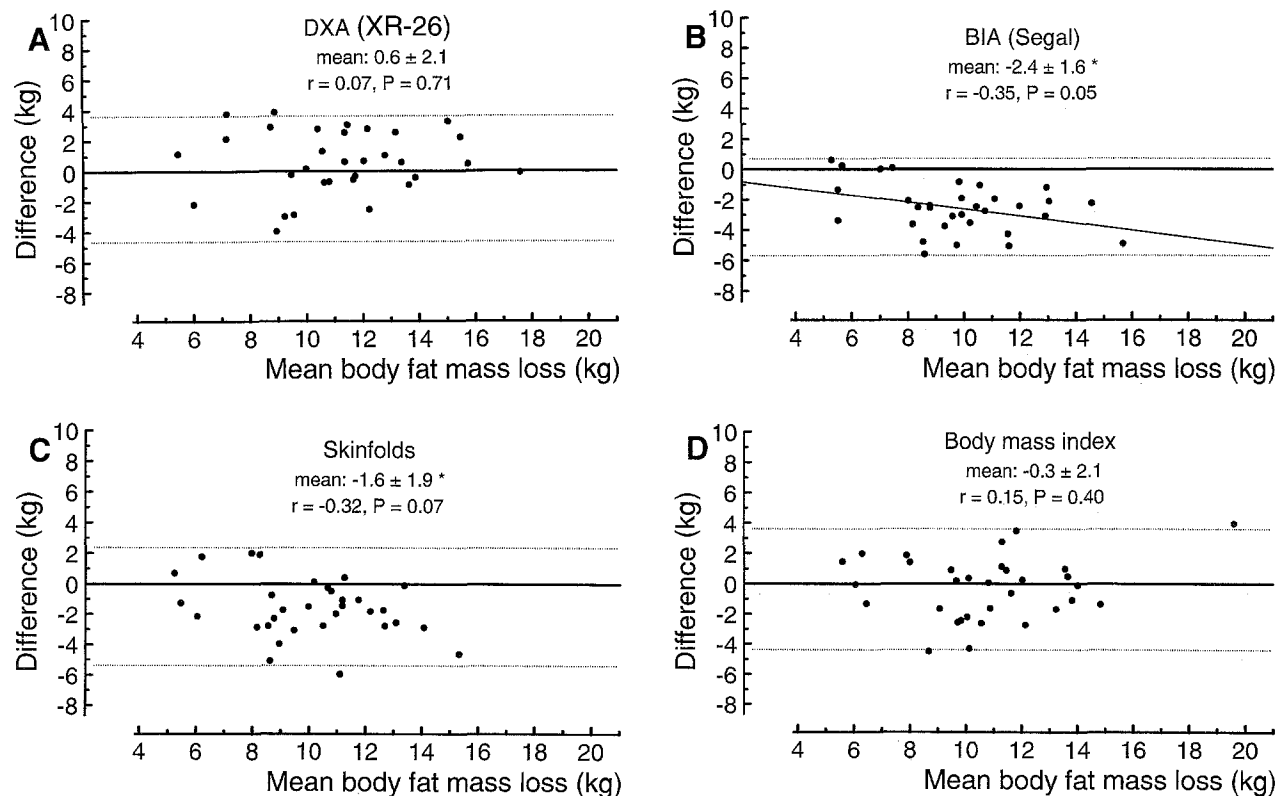 A
DXA (XR-26)
mean: 0.6 ± 2.1
r = 0.07, P = 0.71
Difference (kg)
10
8
6
4
2
0
-2
-4
-6
-8
4 6 8 10 12 14 16 18 20
Mean body fat mass loss (kg)
B
BIA (Segal)
mean: -2.4 ± 1.6 *
r = -0.35, P = 0.05
Difference (kg)
10
8
6
4
2
0
-2
-4
-6
-8
4 6 8 10 12 14 16 18 20
Mean body fat mass loss (kg)
C
Skinfolds
mean: -1.6 ± 1.9 *
r = -0.32, P = 0.07
Difference (kg)
10
8
6
4
2
0
-2
-4
-6
-8
4 6 8 10 12 14 16 18 20
Mean body fat mass loss (kg)
D
Body mass index
mean: -0.3 ± 2.1
r = 0.15, P = 0.40
Difference (kg)
10
8
6
4
2
0
-2
-4
-6
-8
4 6 8 10 12 14 16 18 20
Mean body fat mass loss (kg)